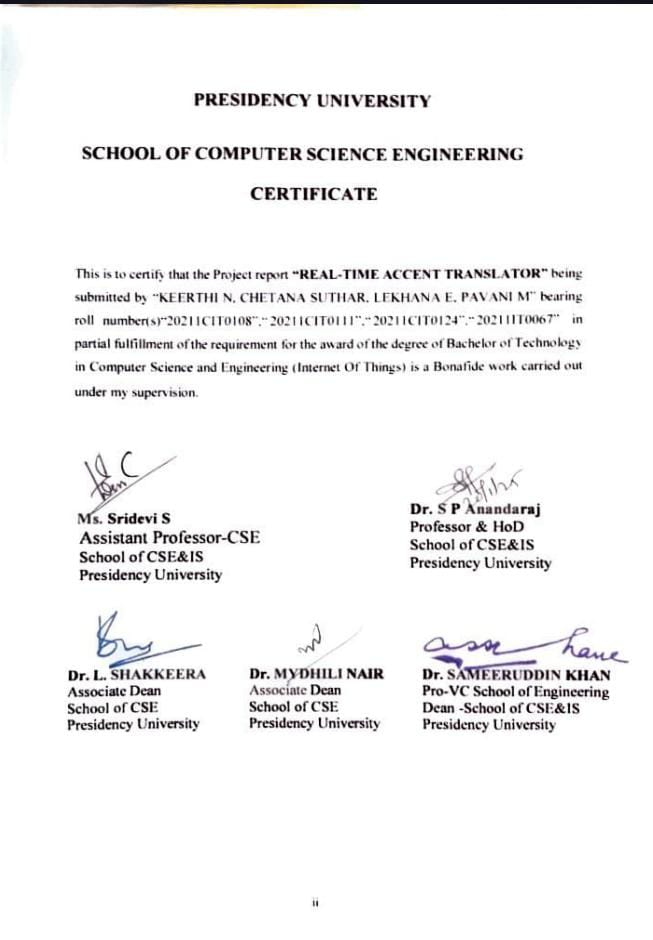 PRESIDENCY UNIVERSITY
SCHOOL OF COMPUTER SCIENCE ENGINEERING
CERTIFICATE
This is to certify that the Project report “REAL-TIME ACCENT TRANSLATOR” being
submitted by “KEERTHI N, CHETANA SUTHAR, LEKHANA E, PAVANI M” bearing
roll number(s)“20211CIT0108”,“20211CIT0111”,“20211CIT0124”,“20211IT0067” in
partial fulfillment of the requirement for the award of the degree of Bachelor of Technology
in Computer Science and Engineering (Internet Of Things) is a Bonafide work carried out
under my supervision.
Ms. Sridevi S
Assistant Professor-CSE
School of CSE&IS
Presidency University
Dr. S P Anandaraj
Professor & HoD
School of CSE&IS
Presidency University
Dr. L. SHAKKEERA
Associate Dean
School of CSE
Presidency University
Dr. MYDHILI NAIR
Associate Dean
School of CSE
Presidency University
Dr. SAMEERUDDIN KHAN
Pro-VC School of Engineering
Dean -School of CSE&IS
Presidency University
ii